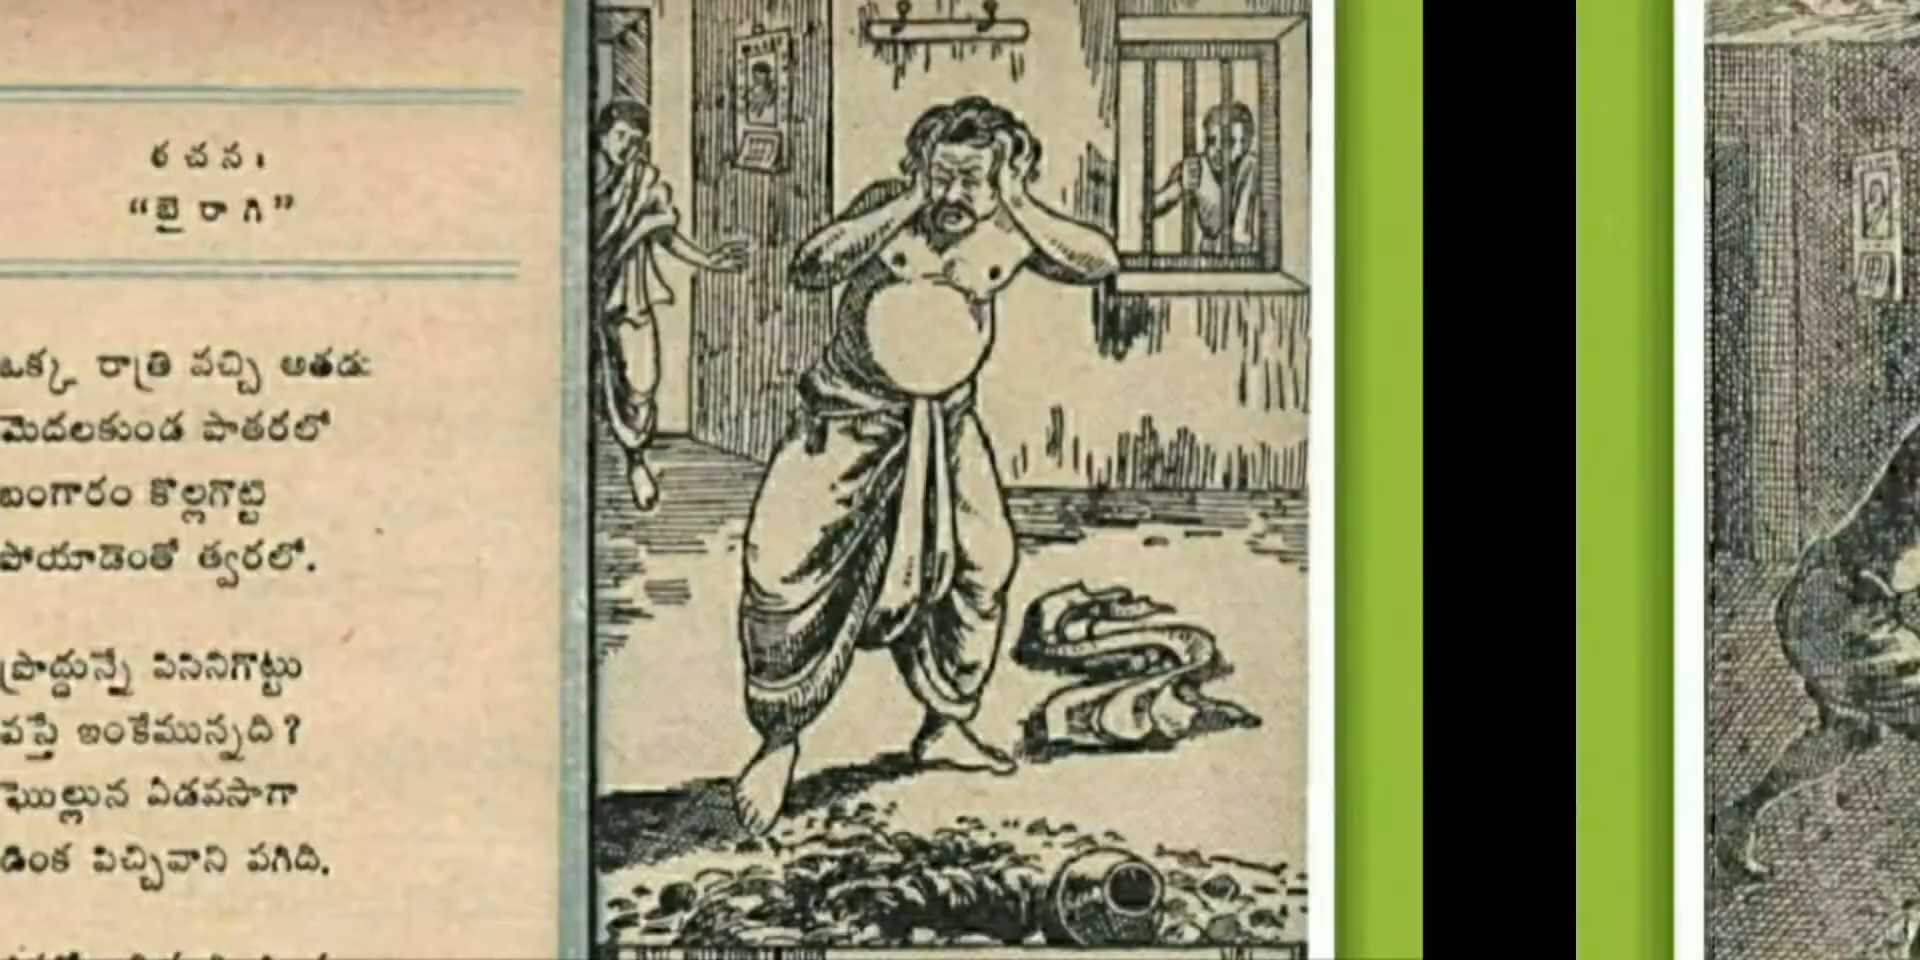 రచన:
“బైరాగి”
ఒక్క రాత్రి వచ్చి అతడు
మెదలకుండ పాతరలో
బంగారం కొల్లగొట్టి
పోయాడెంతో త్వరలో.
ప్రొద్దున్నే పిసినిగొట్టు
వస్తే ఇంకేమున్నది?
ఘొల్లున ఏడవసాగా
డింక పిచ్చివాని పగిది.